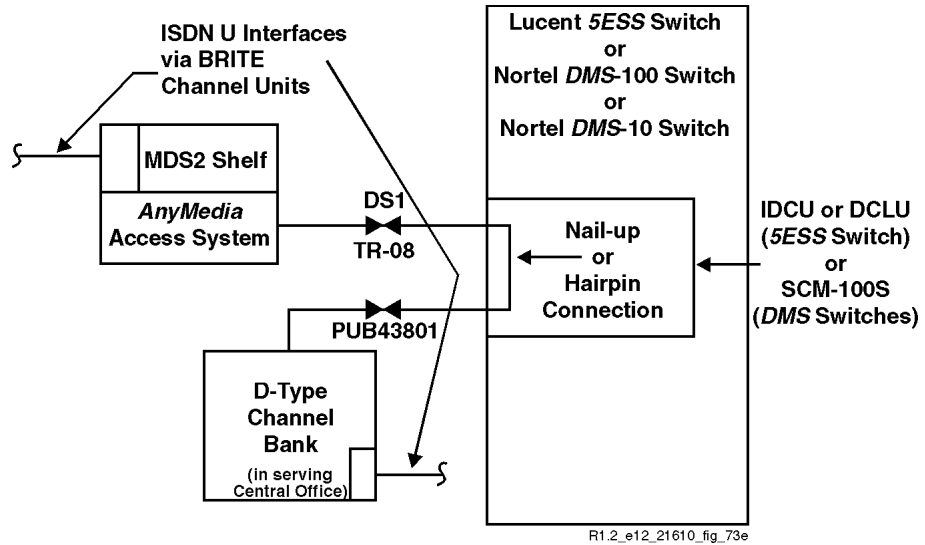 ISDN U Interfaces
via BRITE
Channel Units
Lucent 5ESS Switch
or
Nortel DMS-100 Switch
or
Nortel DMS-10 Switch
MDS2 Shelf
AnyMedia
Access System
DS1
TR-08
Nail-up
or
Hairpin
Connection
IDCU or DCLU
(5ESS Switch)
or
SCM-100S
(DMS Switches)
PUB43801
D-Type
Channel
Bank
(in serving
Central Office)
R1.2_e12_21610_fig_73e